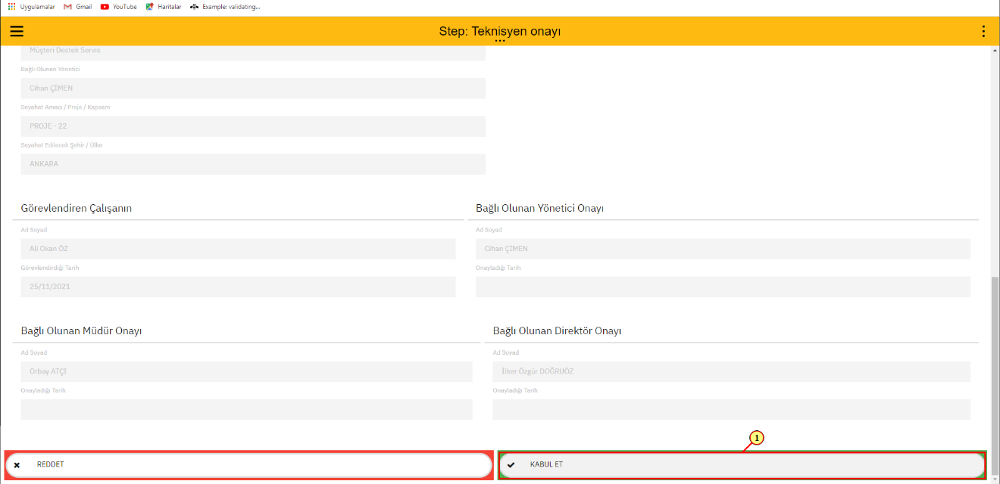 Uygulamalar Gmail YouTube Haritalar Example: validating...
Step: Teknisyen onayı
Müşteri Destek Servis
Bağlı Olunan Yönetici
Cihan ÇİMEN
Seyahat Amacı / Proje / Kapsam
PROJE - 22
Seyahat Edilecek Şehir / Ülke
ANKARA
Görevlendiren Çalışanın
Ad Soyad
Ali Okan ÖZ
Görevlendirdiği Tarih
25/11/2021
Bağlı Olunan Yönetici Onayı
Ad Soyad
Cihan ÇİMEN
Onayladığı Tarih
Bağlı Olunan Müdür Onayı
Ad Soyad
Orbay ATÇİ
Onayladığı Tarih
Bağlı Olunan Direktör Onayı
Ad Soyad
İlker Özgür DOĞRUÖZ
Onayladığı Tarih
1
REDDET
KABUL ET